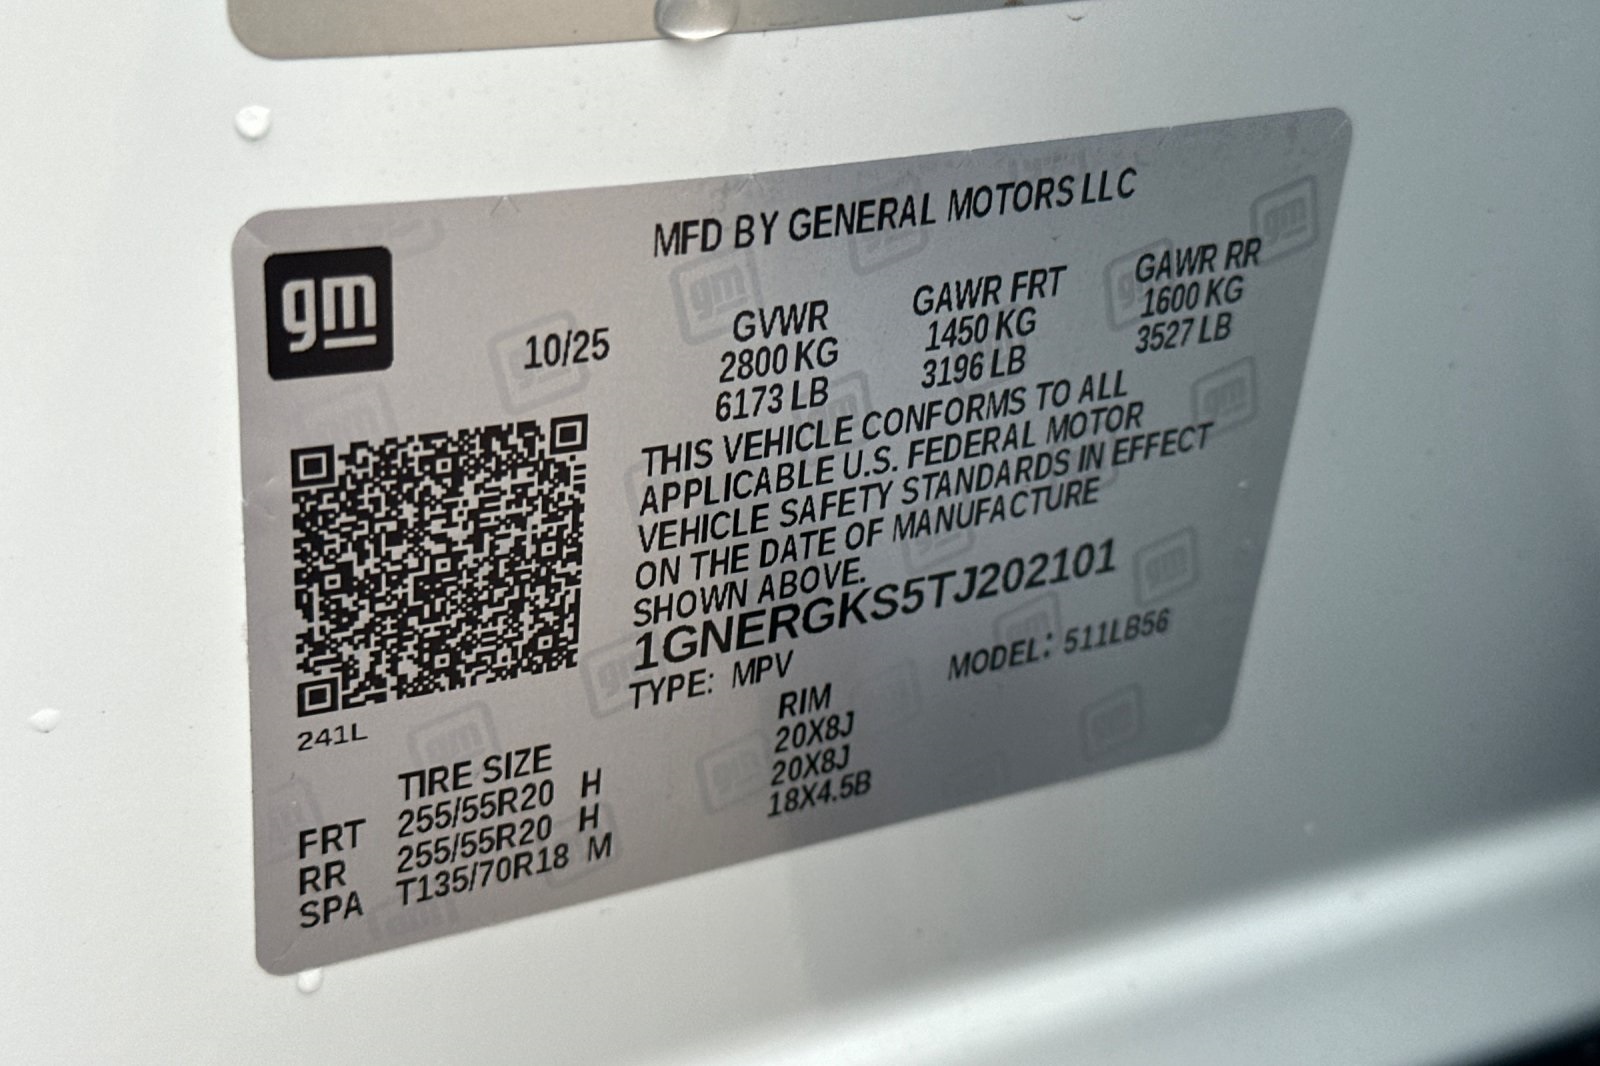 gm
MFD BY GENERAL MOTORS LLC
10/25
GVWR GAWR FRT GAWR RR
2800 KG 1450 KG 1600 KG
6173 LB 3196 LB 3527 LB
THIS VEHICLE CONFORMS TO ALL
APPLICABLE U.S. FEDERAL MOTOR
VEHICLE SAFETY STANDARDS IN EFFECT
ON THE DATE OF MANUFACTURE
SHOWN ABOVE.
1GNERGKS5TJ202101
TYPE: MPV MODEL: 511LB56
241L
TIRE SIZE RIM
FRT 255/55R20 H 20X8J
RR 255/55R20 H 20X8J
SPA T135/70R18 M 18X4.5B